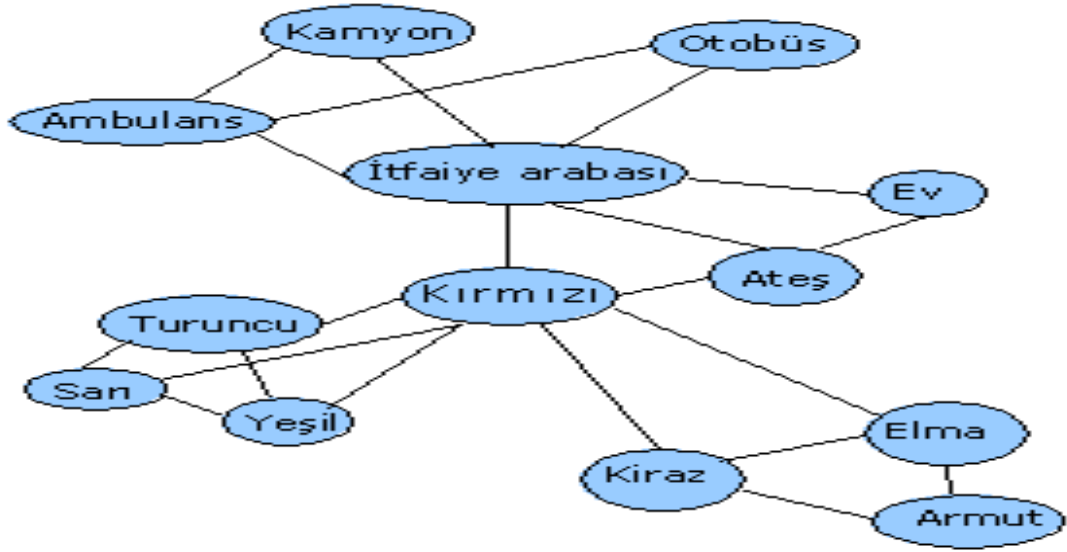 Kamyon
Otobüs
Ambulans
İtfaiye arabası
Ev
Ateş
Kırmızı
Turuncu
Sarı
Yeşil
Elma
Kiraz
Armut